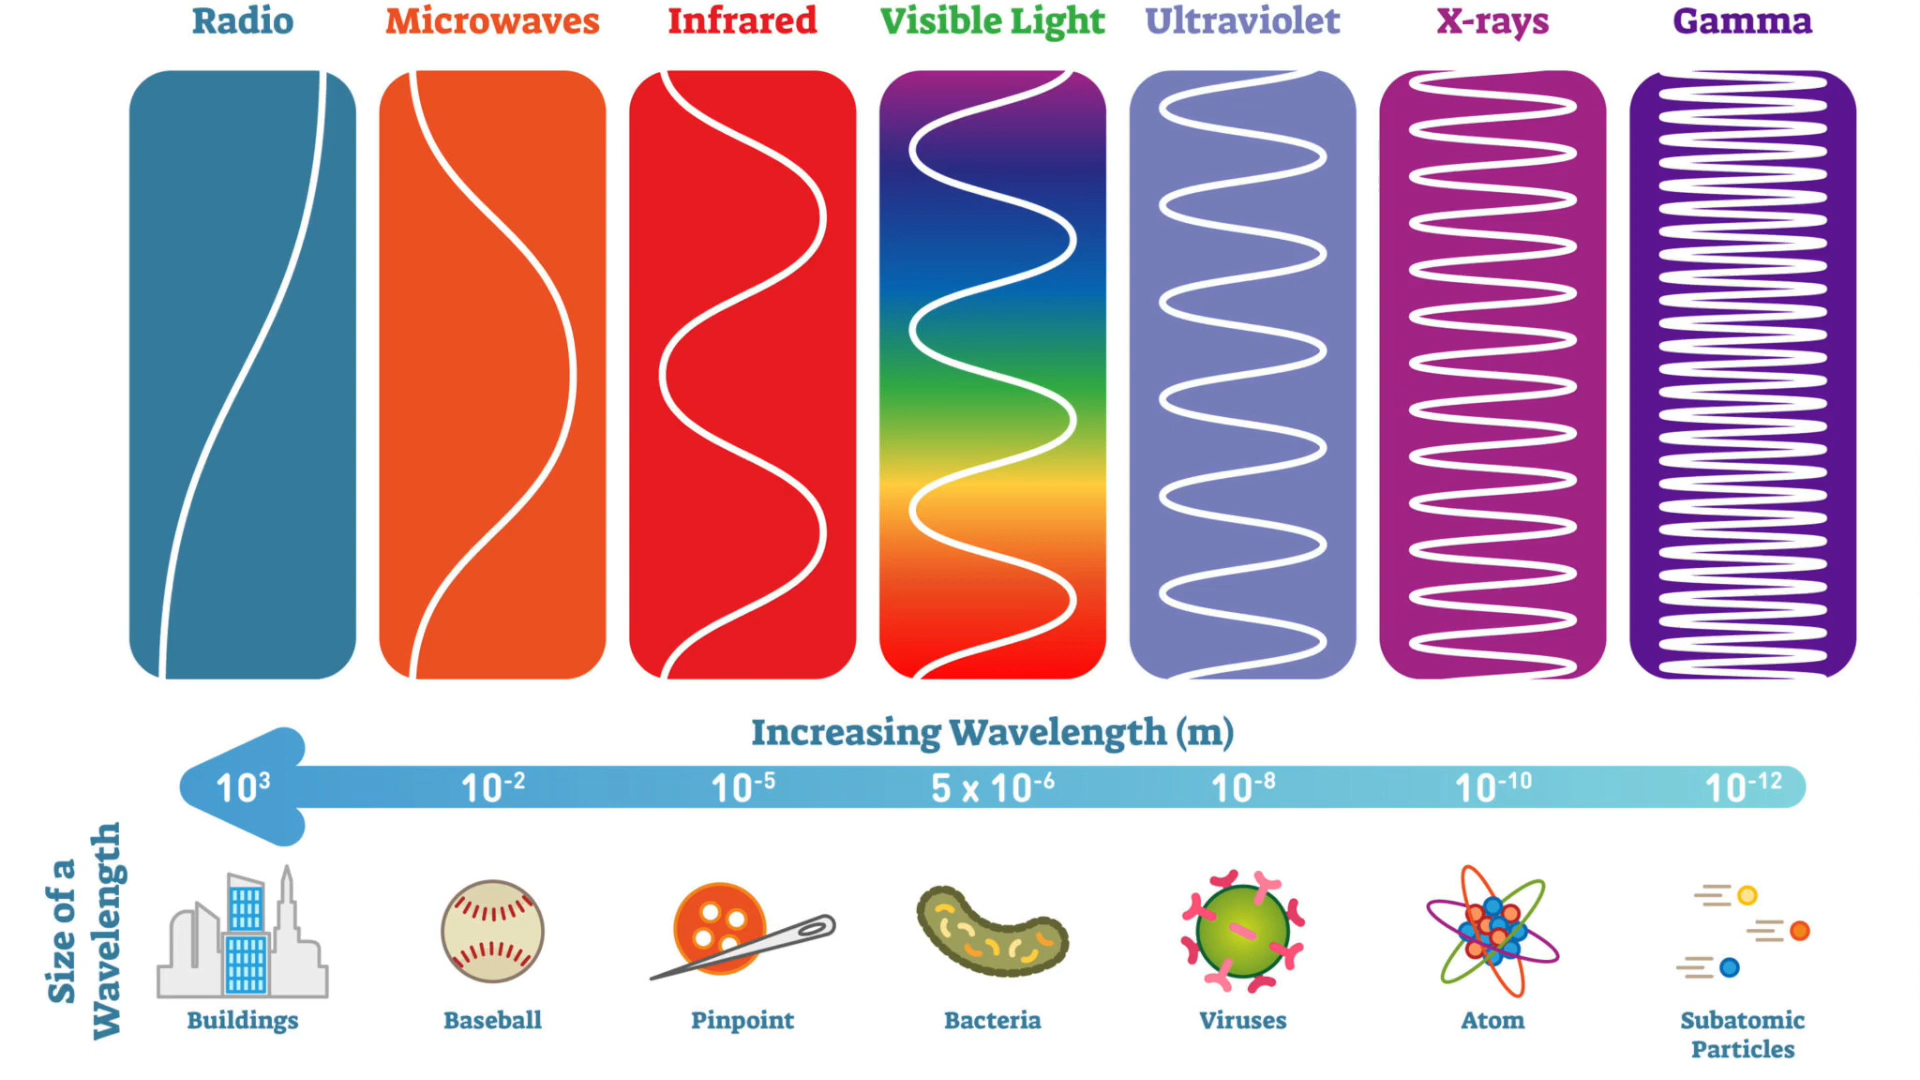 Radio
Microwaves
Infrared
Visible Light
Ultraviolet
X-rays
Gamma
Increasing Wavelength (m)
10³
10⁻²
10⁻⁵
5 x 10⁻⁶
10⁻⁸
10⁻¹⁰
10⁻¹²
Size of a
Wavelength
Buildings
Baseball
Pinpoint
Bacteria
Viruses
Atom
Subatomic
Particles